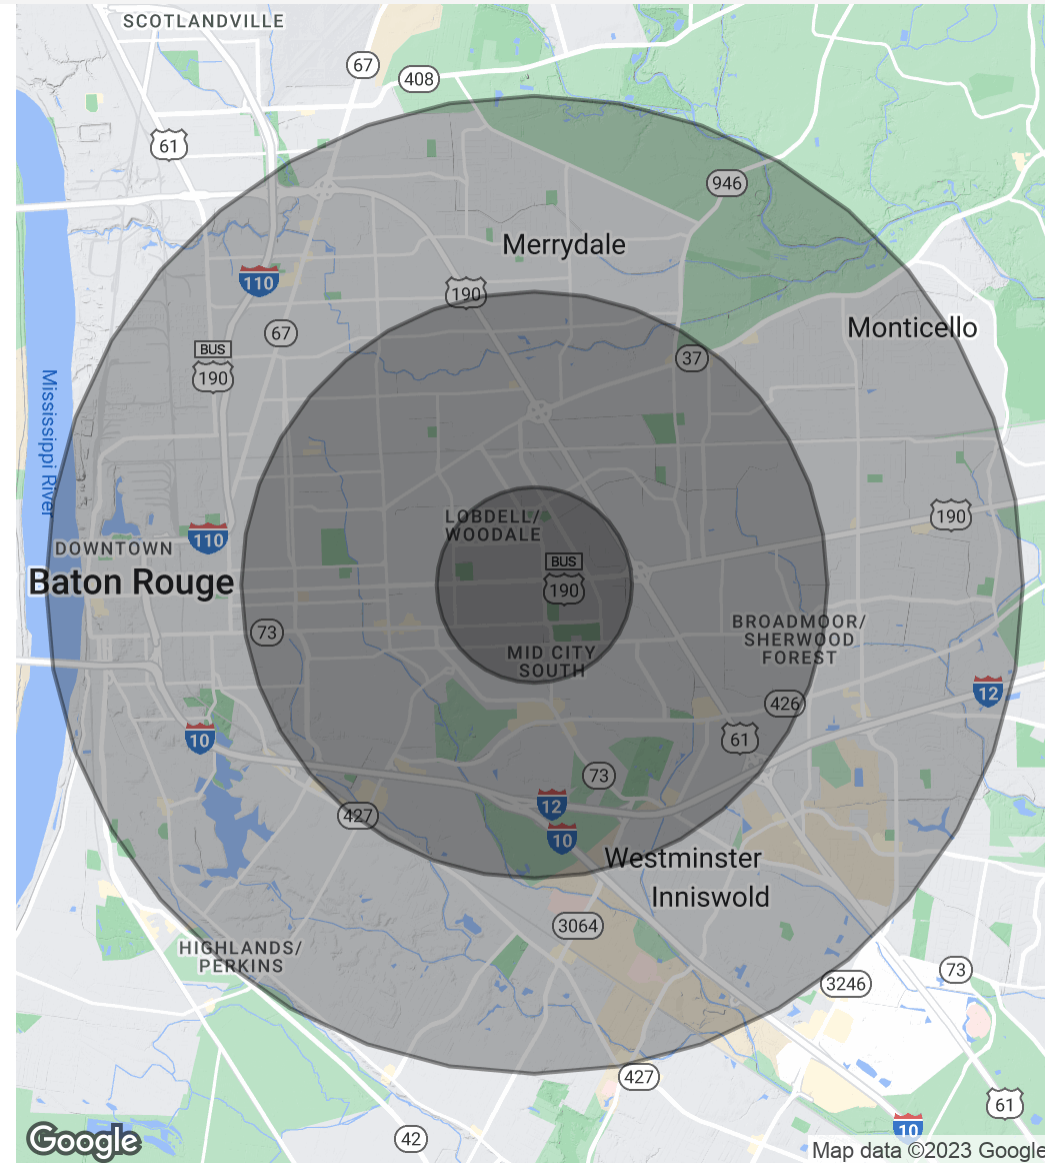 SCOTLANDVILLE
67
408
61
946
Merrydale
110
190
Monticello
67
BUS
190
37
Mississippi River
LOBDELL/
WOODALE
190
110
DOWNTOWN
BUS
190
Baton Rouge
73
BROADMOOR/
SHERWOOD
FOREST
MID CITY
SOUTH
12
426
10
61
73
12
427
10
Westminster
Inniswold
3064
HIGHLANDS/
PERKINS
73
3246
427
61
10
42
Google
Map data ©2023 Google